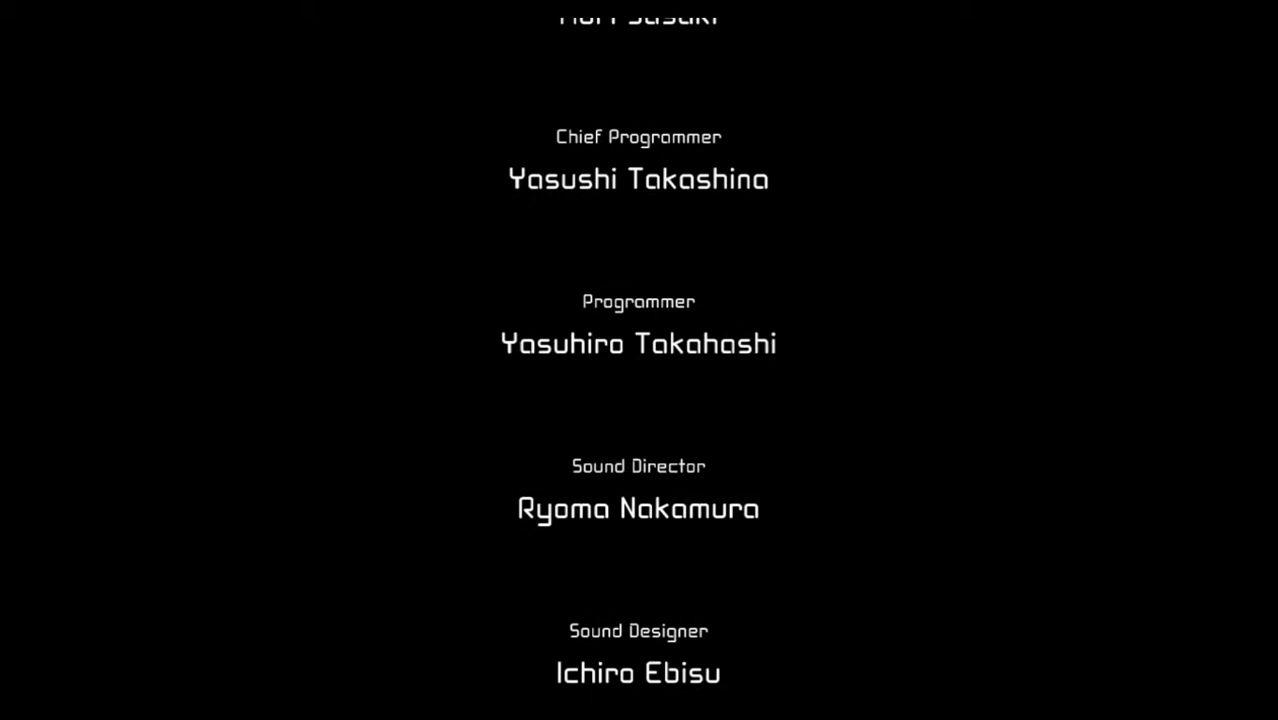 Chief Programmer
Yasushi Takashina
Programmer
Yasuhiro Takahashi
Sound Director
Ryoma Nakamura
Sound Designer
Ichiro Ebisu